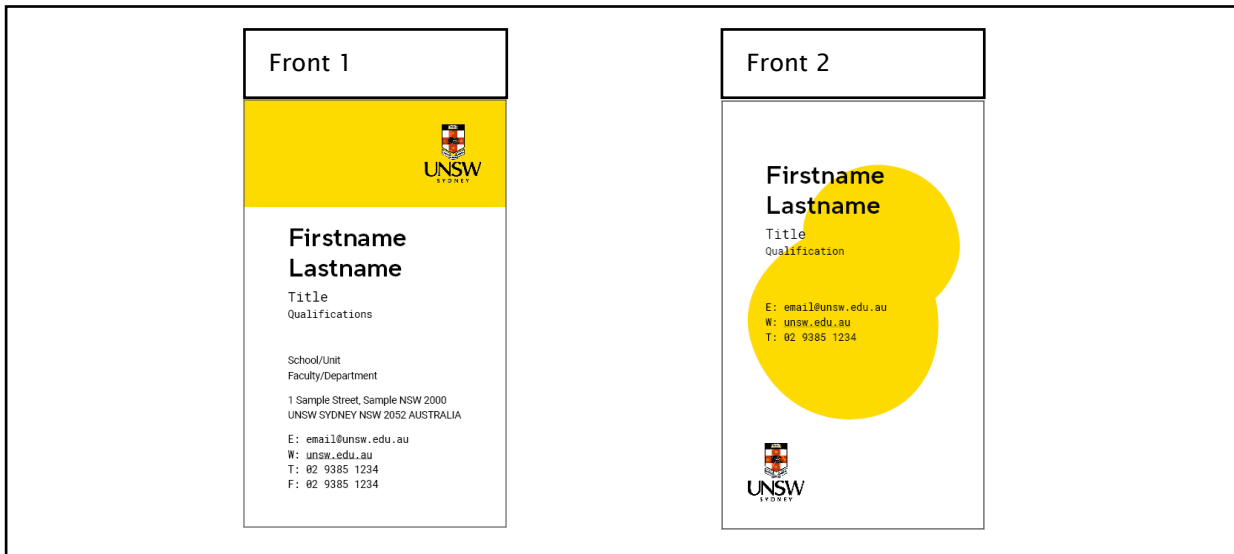 Front 1
UNSW
SYDNEY
Firstname
Lastname
Title
Qualifications
School/Unit
Faculty/Department
1 Sample Street, Sample NSW 2000
UNSW SYDNEY NSW 2052 AUSTRALIA
E: email@unsw.edu.au
W: unsw.edu.au
T: 02 9385 1234
F: 02 9385 1234
Front 2
Firstname
Lastname
Title
Qualification
E: email@unsw.edu.au
W: unsw.edu.au
T: 02 9385 1234
UNSW
SYDNEY